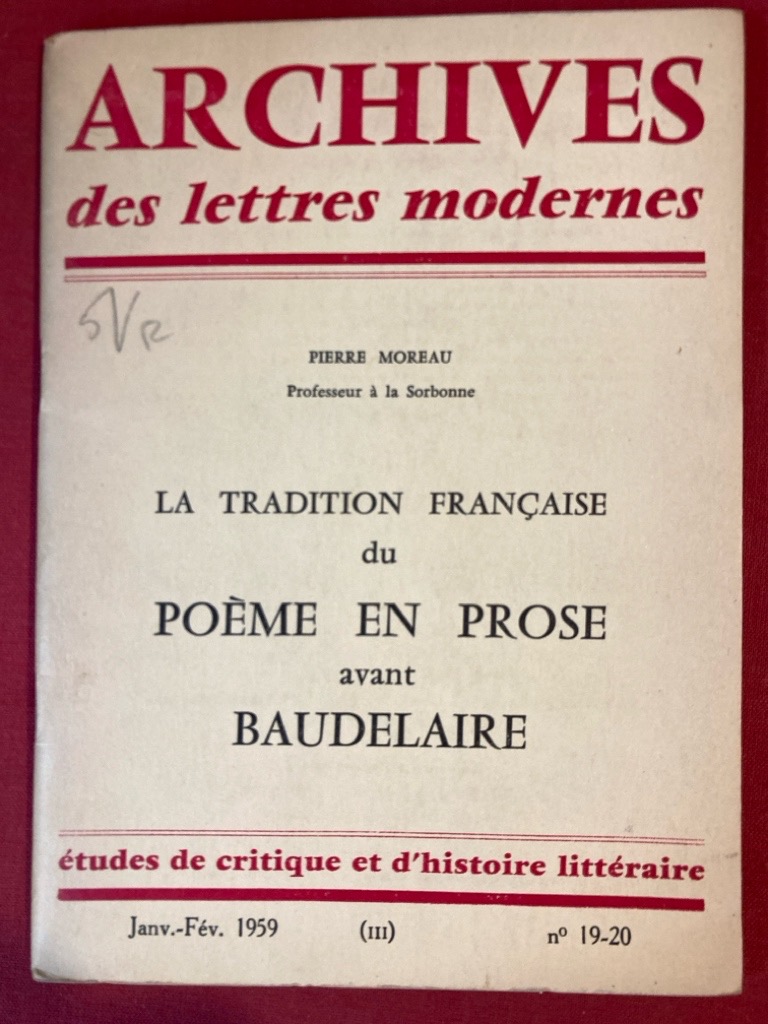 ARCHIVES
des lettres modernes
PIERRE MOREAU
Professeur à la Sorbonne
LA TRADITION FRANÇAISE
du
POÈME EN PROSE
avant
BAUDELAIRE
études de critique et d'histoire littéraire
Janv.-Fév. 1959 (III) nº 19-20